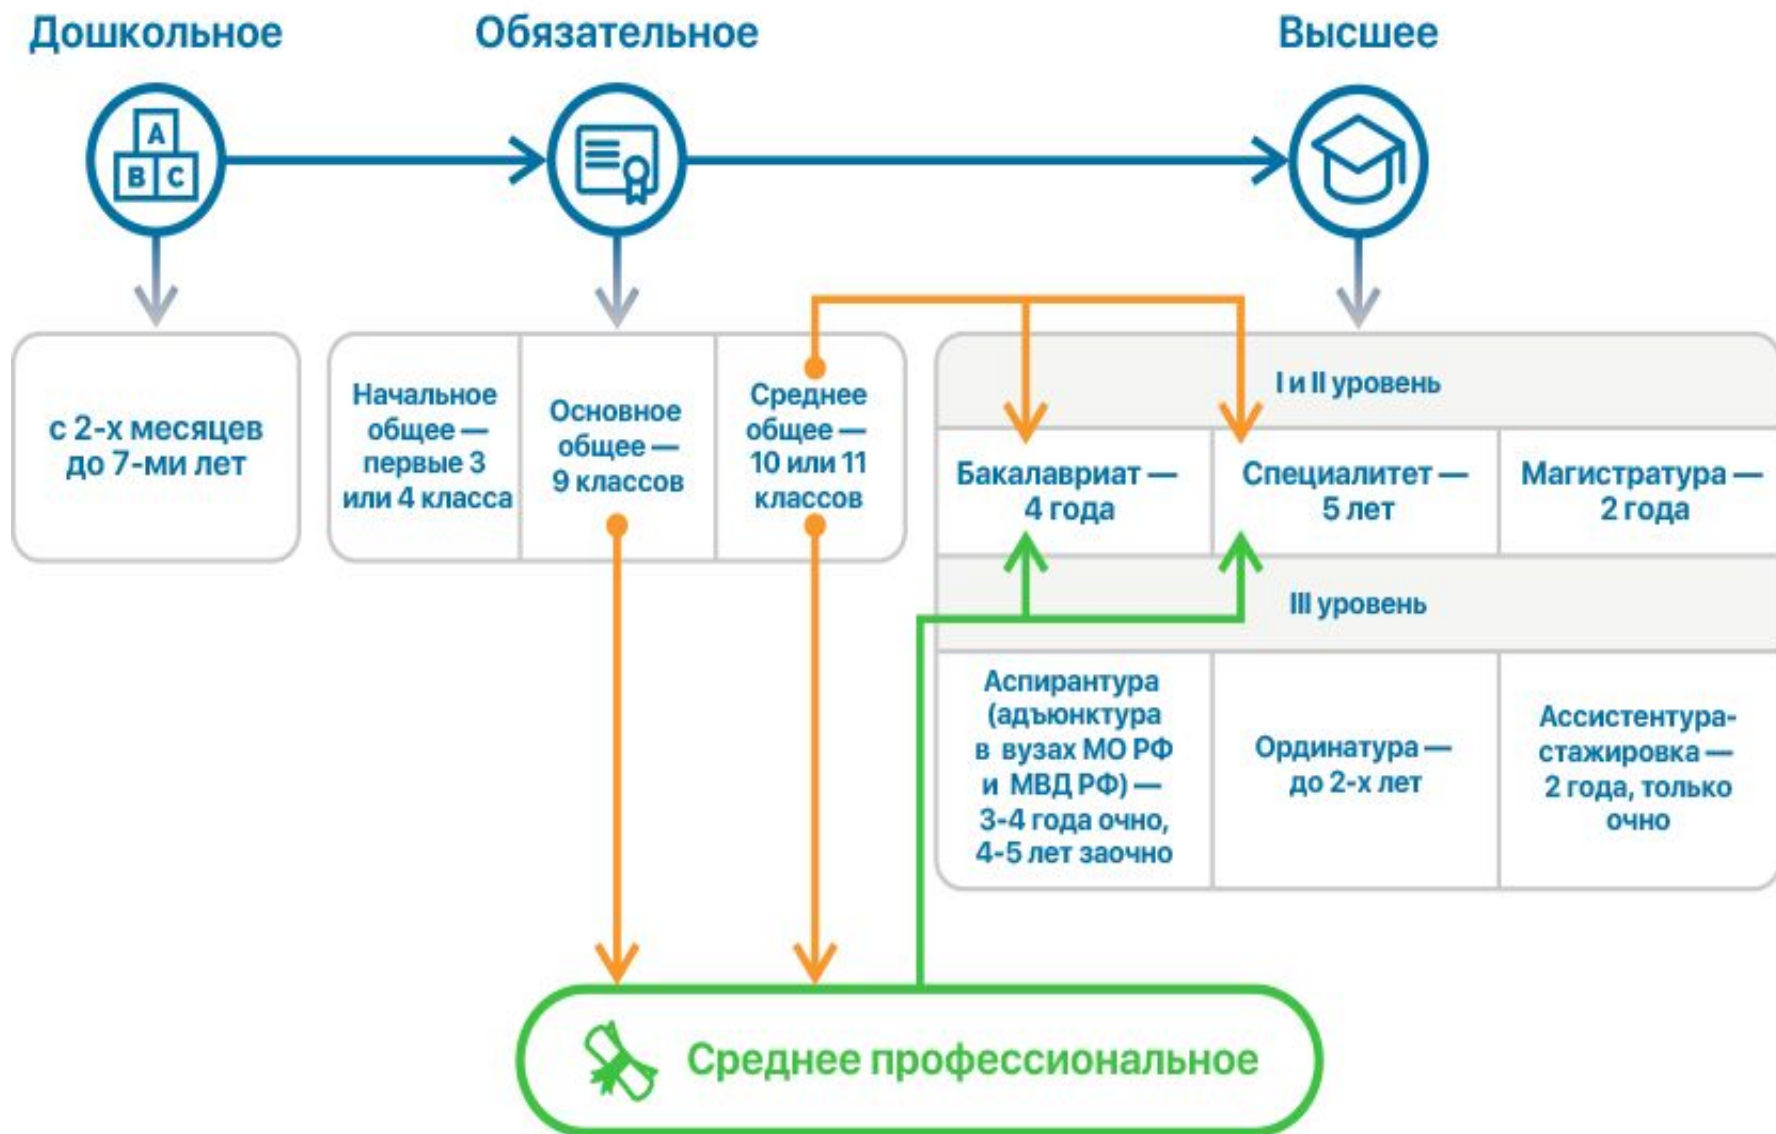 Дошкольное
Обязательное
Высшее
A
B C
с 2-х месяцев
до 7-ми лет
Начальное
общее —
первые 3
или 4 класса
Основное
общее —
9 классов
Среднее
общее —
10 или 11
классов
I и II уровень
Бакалавриат —
4 года
Специалитет —
5 лет
Магистратура —
2 года
III уровень
Аспирантура
(адъюнктура
в вузах МО РФ
и МВД РФ) —
3-4 года очно,
4-5 лет заочно
Ординатура —
до 2-х лет
Ассистентура-
стажировка —
2 года, только
очно
Среднее профессиональное